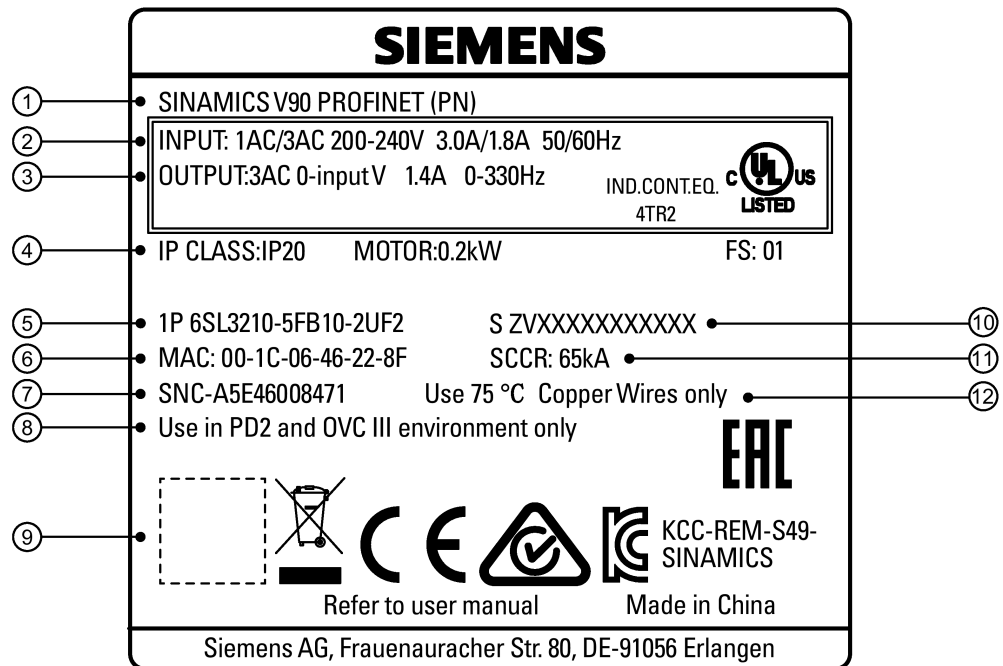 SIEMENS
① SINAMICS V90 PROFINET (PN)
② INPUT: 1AC/3AC 200-240V 3.0A/1.8A 50/60Hz
③ OUTPUT:3AC 0-input V 1.4A 0-330Hz
IND.CONT.EQ.
4TR2
C UL US
LISTED
④ IP CLASS:IP20 MOTOR:0.2kW FS: 01
⑤ 1P 6SL3210-5FB10-2UF2 S ZVXXXXXXXXXXX ⑩
⑥ MAC: 00-1C-06-46-22-8F SCCR: 65kA ⑪
⑦ SNC-A5E46008471 Use 75 °C Copper Wires only ⑫
⑧ Use in PD2 and OVC III environment only
EAC
⑨ CE KCC-REM-S49-
SINAMICS
Refer to user manual Made in China
Siemens AG, Frauenauracher Str. 80, DE-91056 Erlangen